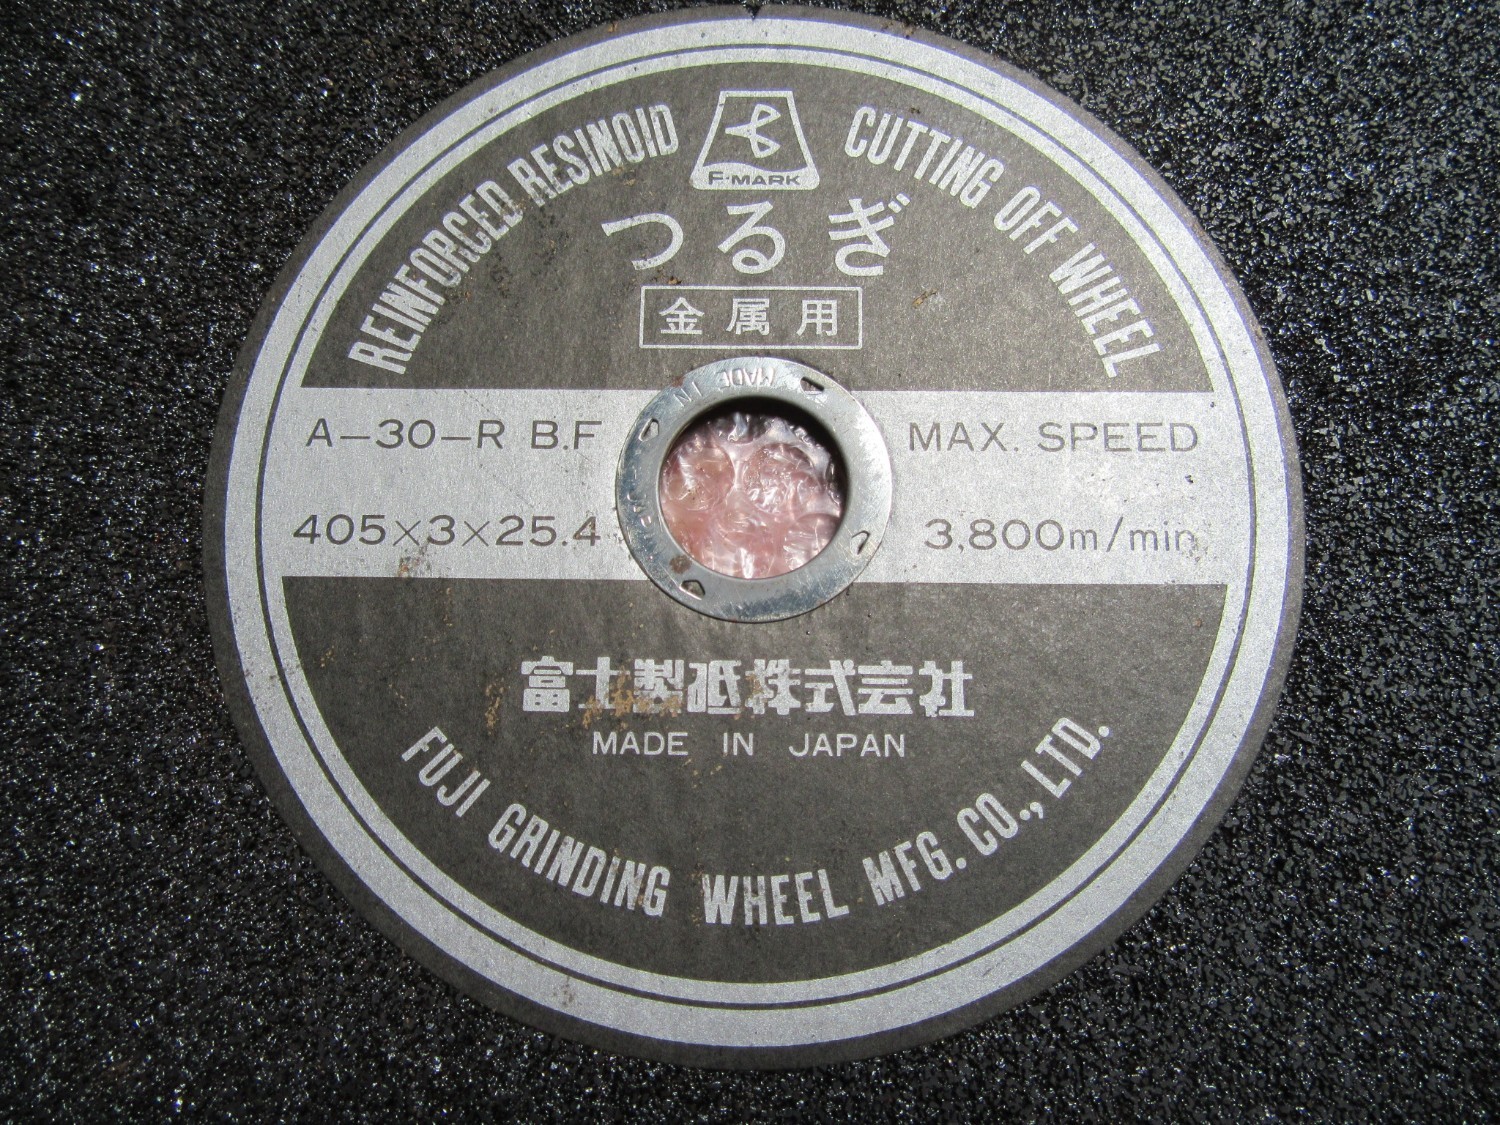 REINFORCED RESINOID CUTTING OFF WHEEL
F-MARK
つるぎ
金属用
A-30-R B.F
MAX. SPEED
405×3×25.4
3,800m/min.
MADE IN
富士製砥株式会社
MADE IN JAPAN
FUJI GRINDING WHEEL MFG. CO., LTD.